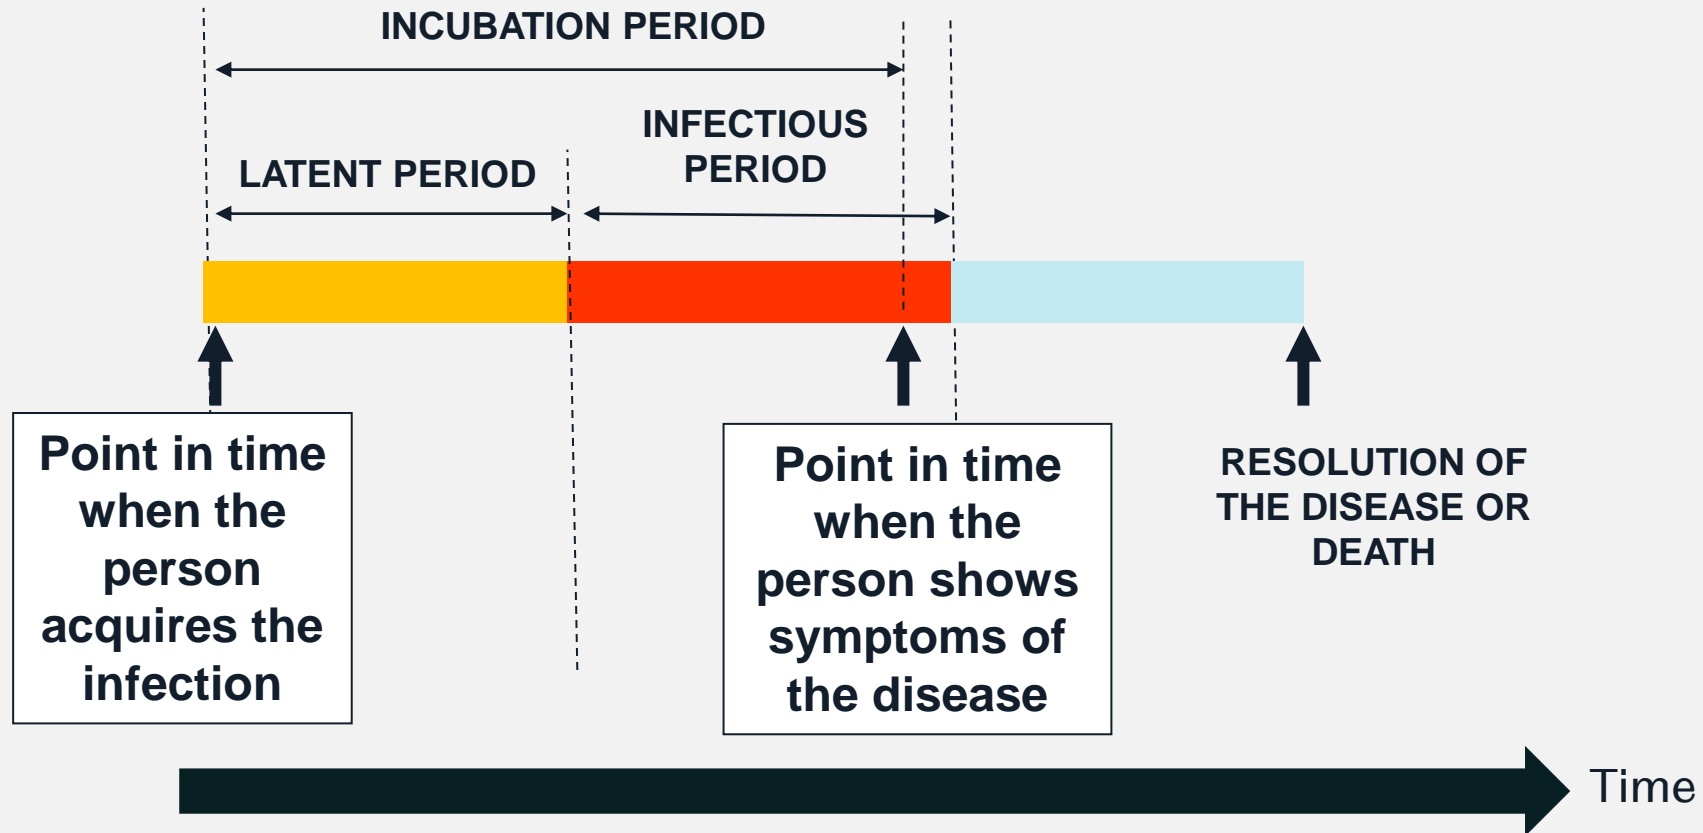 INCUBATION PERIOD
INFECTIOUS
PERIOD
LATENT PERIOD
Point in time
when the
person
acquires the
infection
Point in time
when the
person shows
symptoms of
the disease
RESOLUTION OF
THE DISEASE OR
DEATH
Time